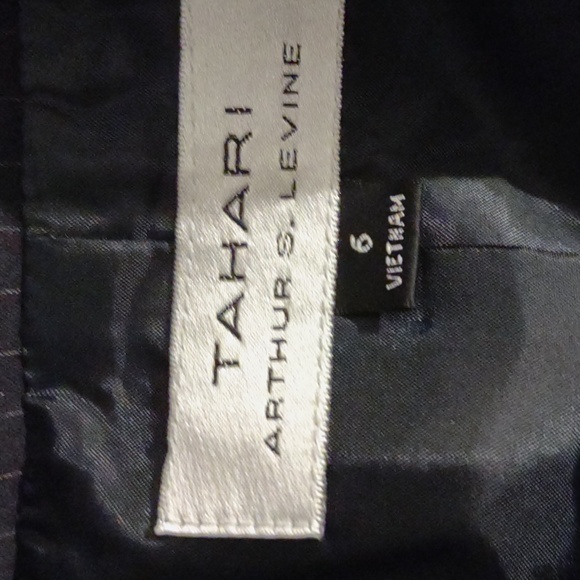 TAHARI
ARTHUR S. LEVINE
6
VIETNAM